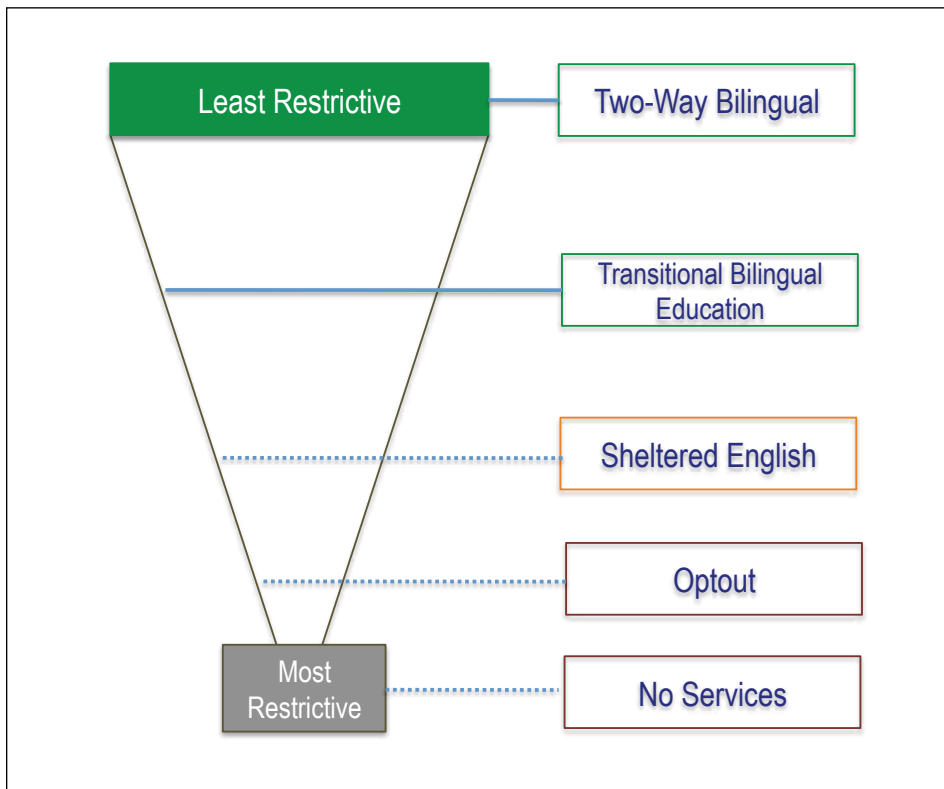 Least Restrictive
Two-Way Bilingual
Transitional Bilingual
Education
Sheltered English
Optout
Most
Restrictive
No Services